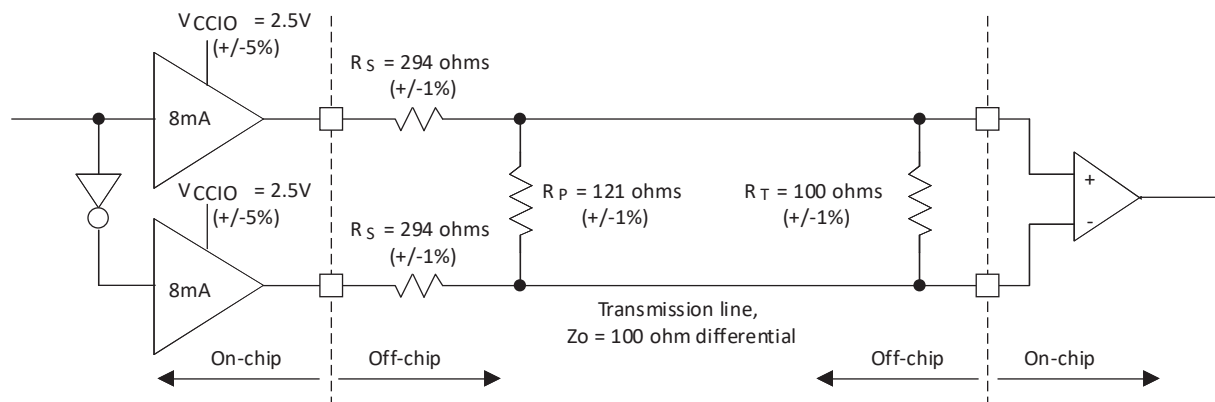 VCCIO = 2.5V
(+/-5%)
8mA
RS = 294 ohms
(+/-1%)
VCCIO = 2.5V
(+/-5%)
8mA
RS = 294 ohms
(+/-1%)
RP = 121 ohms
(+/-1%)
RT = 100 ohms
(+/-1%)
+
-
Transmission line,
Zo = 100 ohm differential
On-chip
Off-chip
Off-chip
On-chip